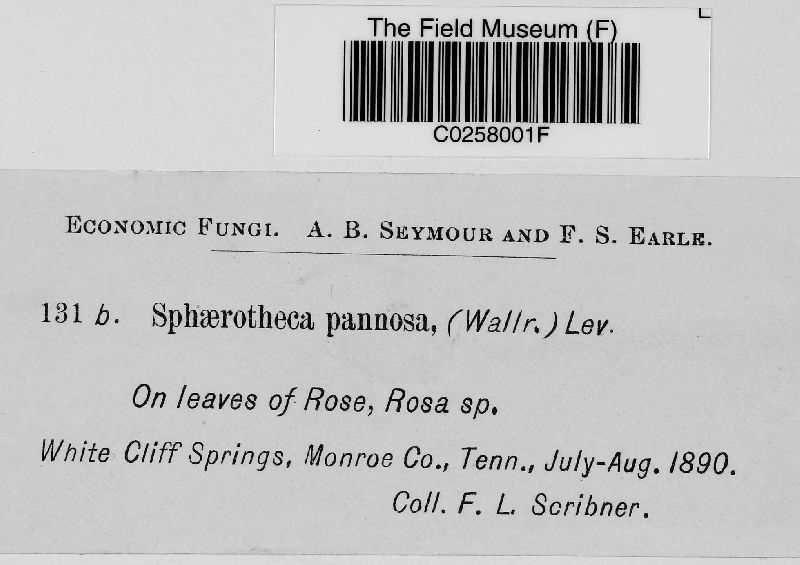 The Field Museum (F)
C0258001F
ECONOMIC FUNGI. A. B. SEYMOUR AND F. S. EARLE.
131 b. Sphærotheca pannosa, (Wallr.) Lev.
On leaves of Rose, Rosa sp.
White Cliff Springs, Monroe Co., Tenn., July-Aug. 1890.
Coll. F. L. Scribner.